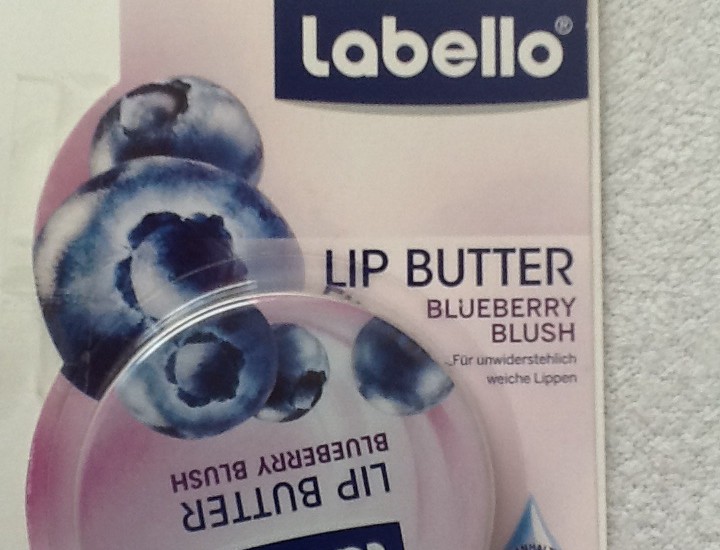 Labello®
LIP BUTTER
BLUEBERRY
BLUSH
...Für unwiderstehlich
weiche Lippen
LIP BUTTER
BLUEBERRY BLUSH